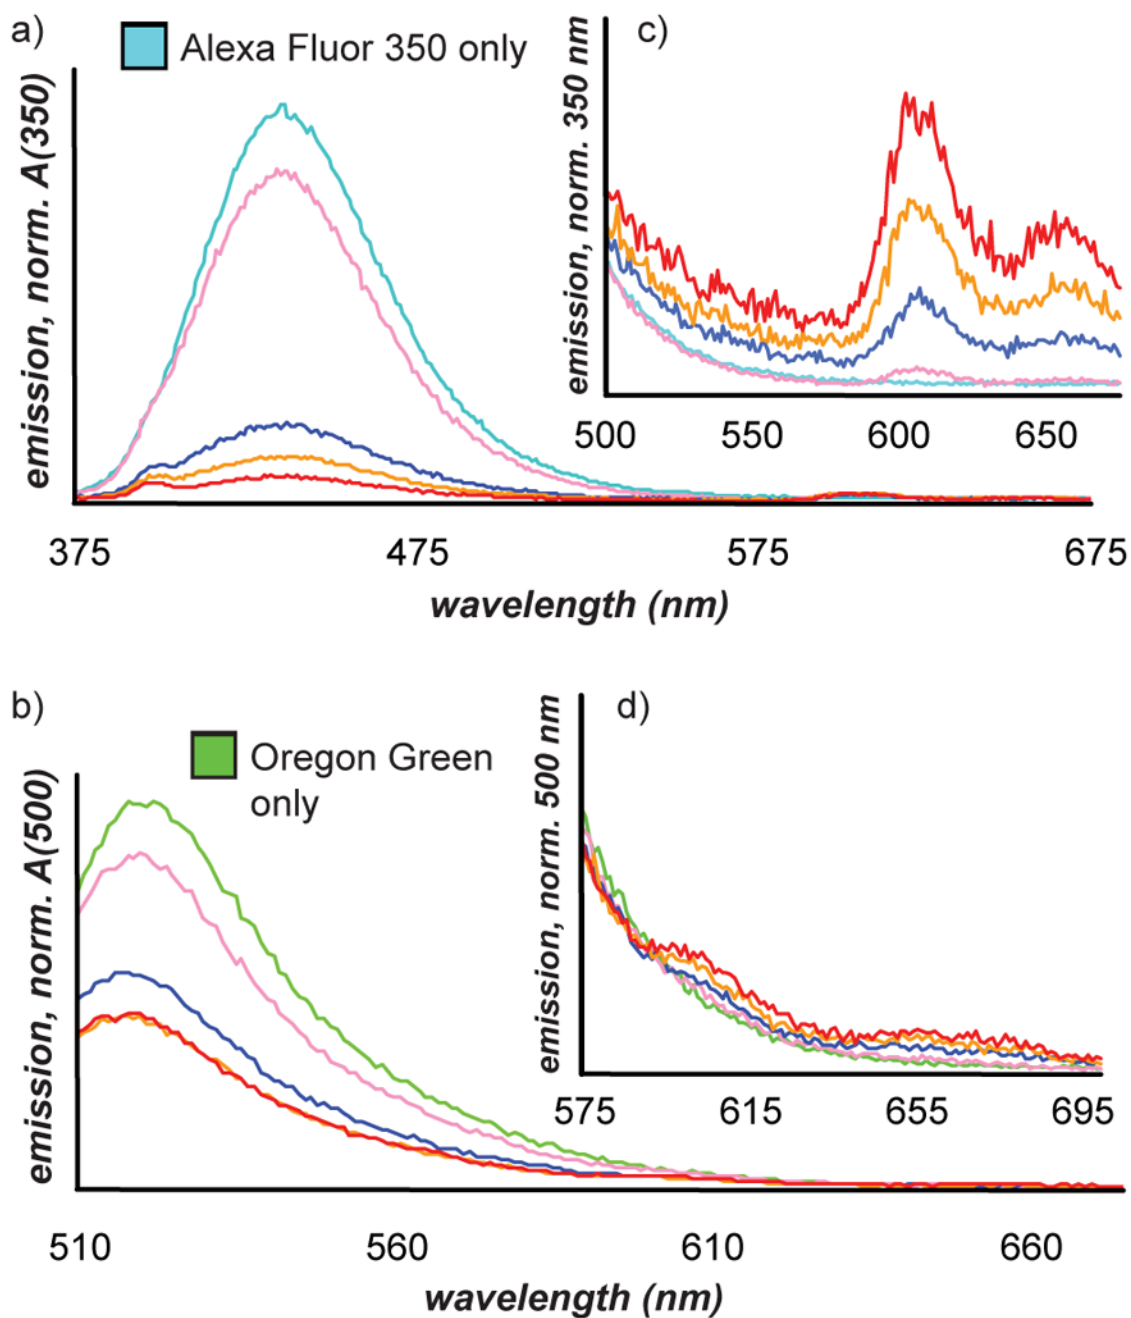 a)
Alexa Fluor 350 only
emission, norm. A(350)
375 475 575 675
wavelength (nm)
c)
emission, norm. 350 nm
500 550 600 650
b)
Oregon Green
only
emission, norm. A(500)
510 560 610 660
wavelength (nm)
d)
emission, norm. 500 nm
575 615 655 695